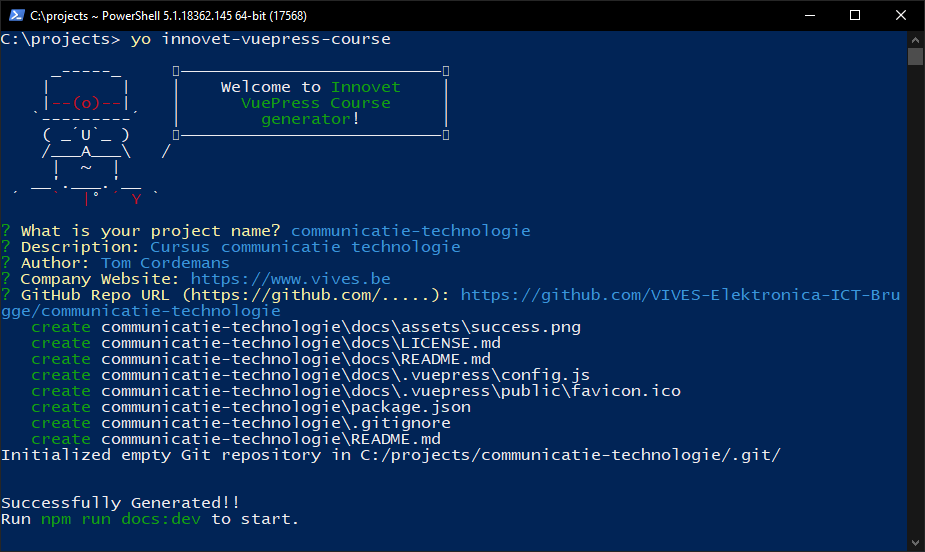 C:\projects ~ PowerShell 5.1.18362.145 64-bit (17568)
C:\projects> yo innovet-vuepress-course
Welcome to Innovet
VuePress Course
generator!
? What is your project name? communicatie-technologie
? Description: Cursus communicatie technologie
? Author: Tom Cordemans
? Company Website: https://www.vives.be
? GitHub Repo URL (https://github.com/.....): https://github.com/VIVES-Elektronica-ICT-Bru
gge/communicatie-technologie
create communicatie-technologie\docs\assets\success.png
create communicatie-technologie\docs\LICENSE.md
create communicatie-technologie\docs\README.md
create communicatie-technologie\docs\.vuepress\config.js
create communicatie-technologie\docs\.vuepress\public\favicon.ico
create communicatie-technologie\package.json
create communicatie-technologie\.gitignore
create communicatie-technologie\README.md
Initialized empty Git repository in C:/projects/communicatie-technologie/.git/
Successfully Generated!!
Run npm run docs:dev to start.